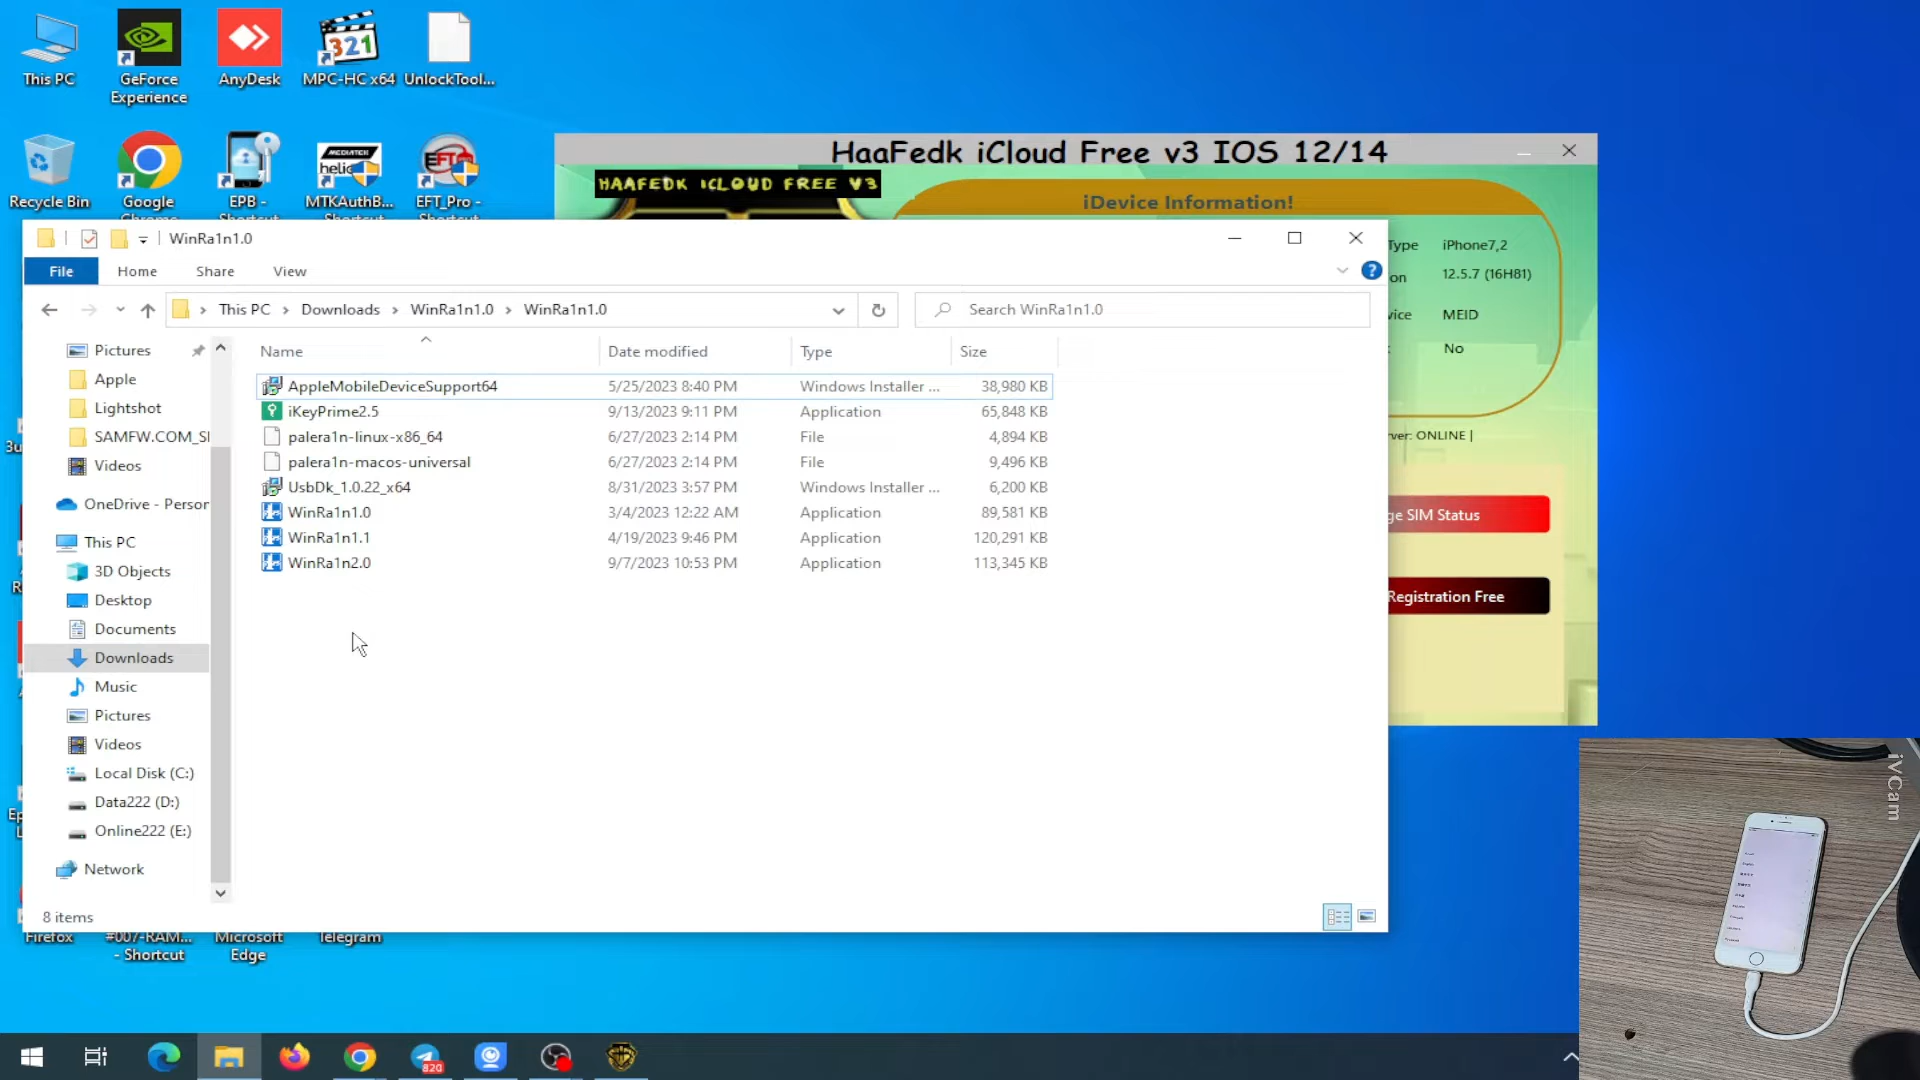 This PC
GeForce
Experience
AnyDesk
MPC-HC x64
UnlockTool...
Recycle Bin
Google
EPB -
MTKAuthB...
EFT_Pro -
HaaFedk iCloud Free v3 IOS 12/14
HAAFEDK ICLOUD FREE V3
iDevice Information!
Type
iPhone7,2
on
12.5.7 (16H81)
vice
MEID
No
ver: ONLINE |
ge SIM Status
Registration Free
WinRa1n1.0
File
Home
Share
View
This PC
Downloads
WinRa1n1.0
WinRa1n1.0
Search WinRa1n1.0
Name
Date modified
Type
Size
AppleMobileDeviceSupport64
5/25/2023 8:40 PM
Windows Installer ...
38,980 KB
iKeyPrime2.5
9/13/2023 9:11 PM
Application
65,848 KB
palera1n-linux-x86_64
6/27/2023 2:14 PM
File
4,894 KB
palera1n-macos-universal
6/27/2023 2:14 PM
File
9,496 KB
UsbDk_1.0.22_x64
8/31/2023 3:57 PM
Windows Installer ...
6,200 KB
WinRa1n1.0
3/4/2023 12:22 AM
Application
89,581 KB
WinRa1n1.1
4/19/2023 9:46 PM
Application
120,291 KB
WinRa1n2.0
9/7/2023 10:53 PM
Application
113,345 KB
Pictures
Apple
Lightshot
SAMFW.COM_S
Videos
OneDrive - Person
This PC
3D Objects
Desktop
Documents
Downloads
Music
Pictures
Videos
Local Disk (C:)
Data222 (D:)
Online222 (E:)
Network
8 items
Firefox
#007-RAM...
- Shortcut
Microsoft
Edge
Telegram
820
iVCam